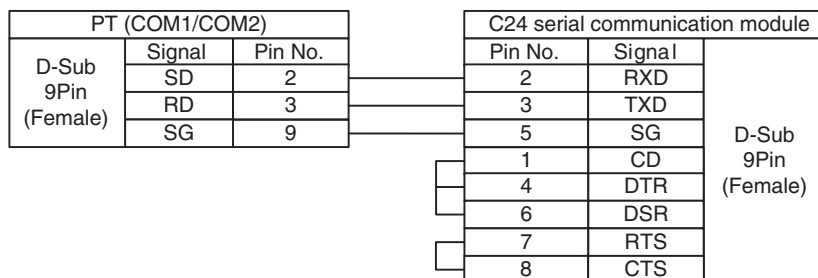 PT (COM1/COM2)
D-Sub
9Pin
(Female)
Signal Pin No.
SD 2
RD 3
SG 9
C24 serial communication module
Pin No. Signal
2 RXD
3 TXD
5 SG
1 CD
4 DTR
6 DSR
7 RTS
8 CTS
D-Sub
9Pin
(Female)